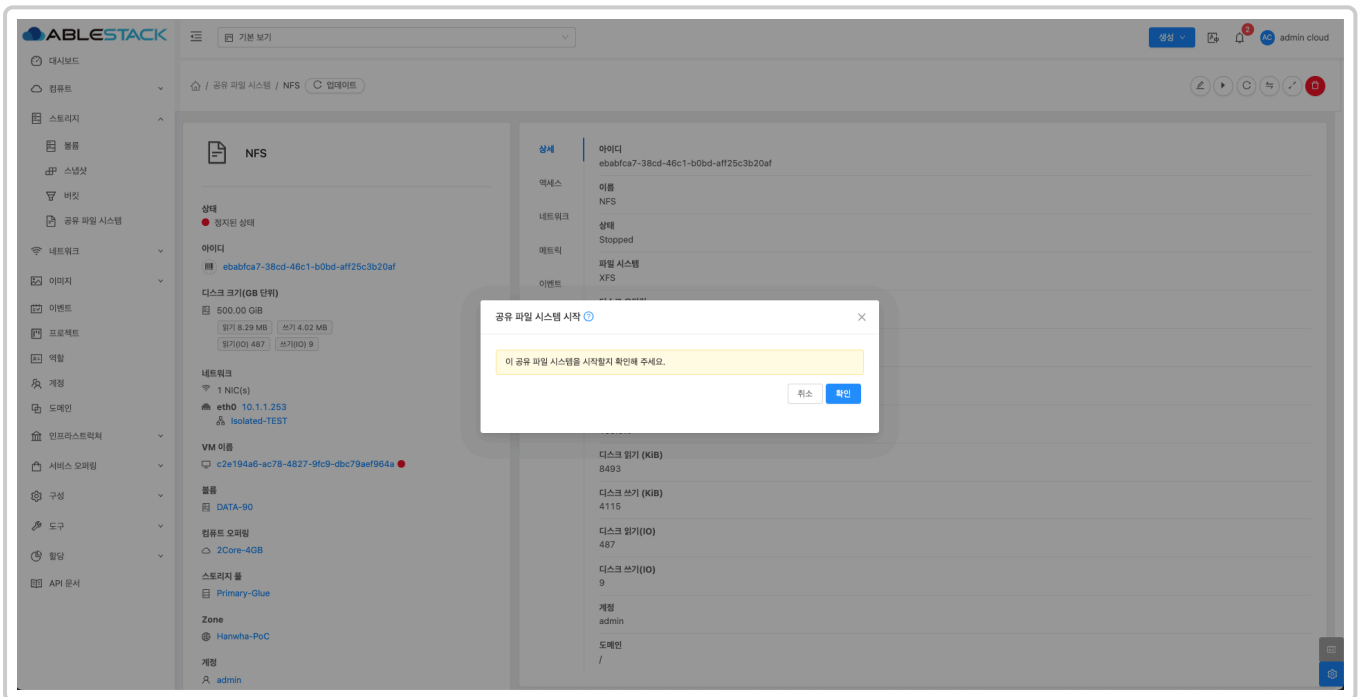 ABLESTACK
기본 보기
생성
2
AC
admin cloud
대시보드
컴퓨트
스토리지
볼륨
스냅샷
버킷
공유 파일 시스템
네트워크
이미지
이벤트
프로젝트
역할
계정
도메인
인프라스트럭쳐
서비스 오퍼링
구성
도구
할당
API 문서
/ 공유 파일 시스템 / NFS
업데이트
NFS
상태
정지된 상태
아이디
ebabfca7-38cd-46c1-b0bd-aff25c3b20af
디스크 크기(GB 단위)
500.00 GiB
읽기 8.29 MB
쓰기 4.02 MB
읽기(IO) 487
쓰기(IO) 9
네트워크
1 NIC(s)
eth0 10.1.1.253
Isolated-TEST
VM 이름
c2e194a6-ac78-4827-9fc9-dbc79aef964a
볼륨
DATA-90
컴퓨트 오퍼링
2Core-4GB
스토리지 풀
Primary-Glue
Zone
Hanwha-PoC
계정
admin
상세
액세스
네트워크
메트릭
이벤트
아이디
ebabfca7-38cd-46c1-b0bd-aff25c3b20af
이름
NFS
상태
Stopped
파일 시스템
XFS
공유 파일 시스템 시작
이 공유 파일 시스템을 시작할지 확인해 주세요.
취소
확인
디스크 읽기 (KiB)
8493
디스크 쓰기 (KiB)
4115
디스크 읽기(IO)
487
디스크 쓰기(IO)
9
계정
admin
도메인
/